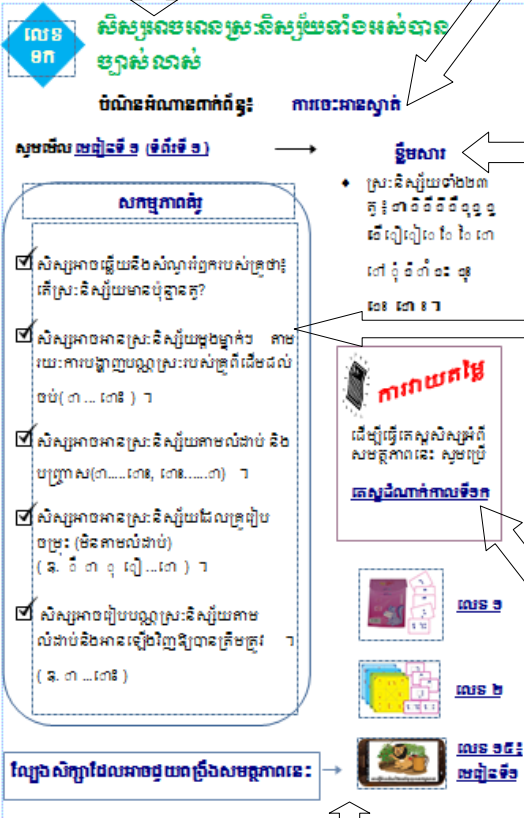 លេខ
១ក
សិស្សអាចអានស្រៈនិស្ស័យទាំងអស់បាន
ច្បាស់លាស់
ចំណិនអំណានពាក់ព័ន្ធ៖ ការចេះអានស្ទាត់
សូមមើល មេរៀនទី ១ (ទំព័រទី ១)
ខ្លឹមសារ
ស្រៈនិស្ស័យទាំង២៣
តួ ៖ ា ិ ី ឹ ឺ ុ ូ ួ
ើ ឿ ៀ េ ែ ៃ ោ
ៅ ុំ ំ ាំ ះ ុះ
េះ ោះ ។
សកម្មភាពគំរូ
សិស្សអាចឆ្លើយនឹងសំណួររំឭករបស់គ្រូថា៖
តើស្រៈនិស្ស័យមានប៉ុន្មានតួ?
សិស្សអាចអានស្រៈនិស្ស័យម្តងម្នាក់ៗ តាម
រយៈការបង្ហាញបណ្ណស្រៈរបស់គ្រូពីដើមដល់
ចប់( ា ... ោះ ) ។
សិស្សអាចអានស្រៈនិស្ស័យតាមលំដាប់ និង
បញ្ច្រាស(ា.....ោះ, ោះ......ា) ។
សិស្សអាចអានស្រៈនិស្ស័យដែលគ្រូរៀប
ចម្រុះ (មិនតាមលំដាប់)
( ឧ. ឺ ា ុ ឿ ...ោ ) ។
សិស្សអាចរៀបបណ្ណស្រៈនិស្ស័យតាម
លំដាប់និងអានឡើងវិញឱ្យបានត្រឹមត្រូវ ។
( ឧ. ា ...ោះ )
ការវាយតម្លៃ
ដើម្បីធ្វើតេស្តសិស្សអំពី
សមត្ថភាពនេះ សូមប្រើ
តេស្តដំណាក់កាលទី១ក
លេខ ១
លេខ ២
លេខ ១៥៖
មេរៀនទី១
ល្បែងសិក្សាដែលអាចជួយពង្រឹងសមត្ថភាពនេះ៖